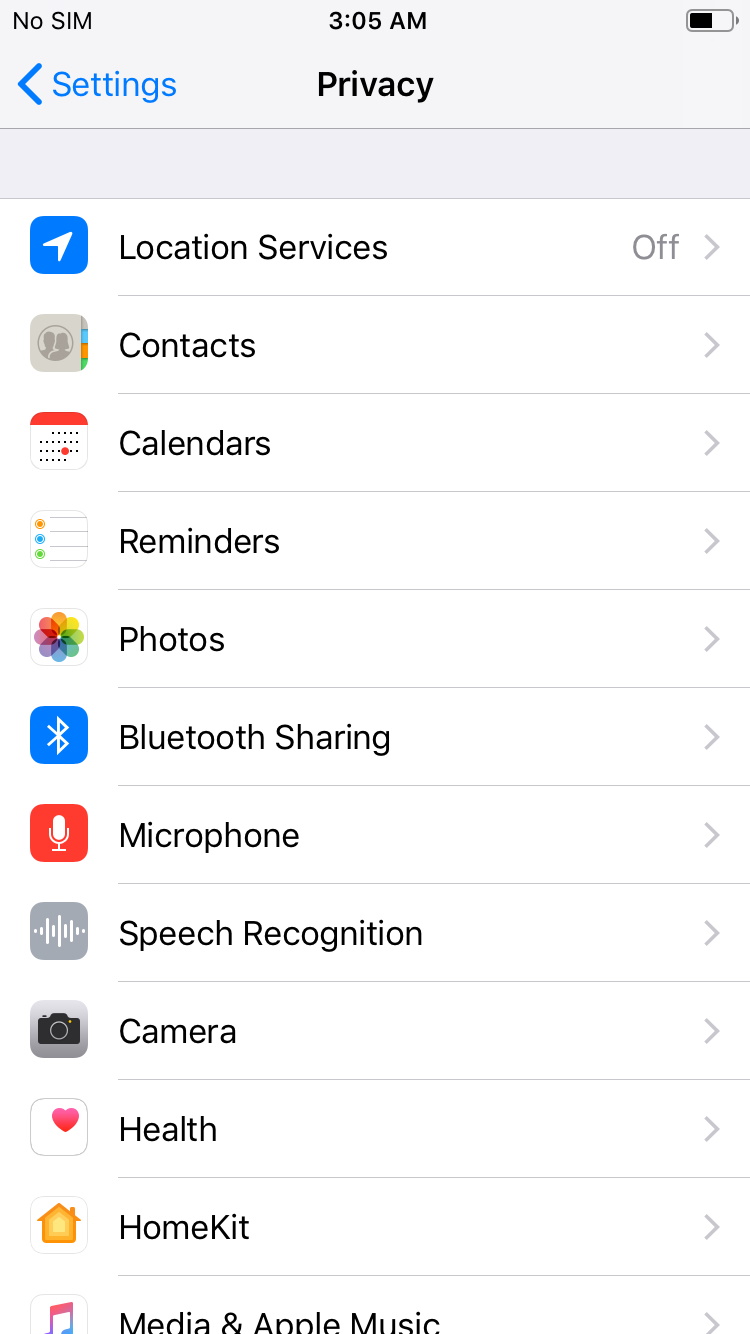 No SIM 3:05 AM
Settings Privacy
Location Services Off
Contacts
Calendars
Reminders
Photos
Bluetooth Sharing
Microphone
Speech Recognition
Camera
Health
HomeKit
Media & Apple Music